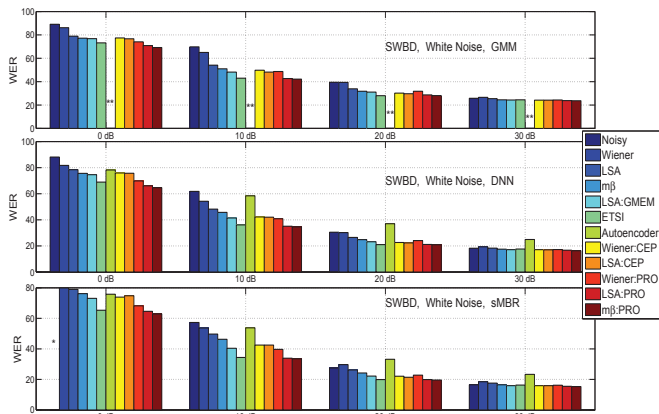 100
80
60
40
20
0
WER
SWBD, White Noise, GMM
**
**
**
**
0 dB
10 dB
20 dB
30 dB
100
80
60
40
20
0
WER
SWBD, White Noise, DNN
0 dB
10 dB
20 dB
30 dB
80
60
40
20
WER
SWBD, White Noise, sMBR
*
Noisy
Wiener
LSA
mβ
LSA:GMEM
ETSI
Autoencoder
Wiener:CEP
LSA:CEP
Wiener:PRO
LSA:PRO
mβ:PRO